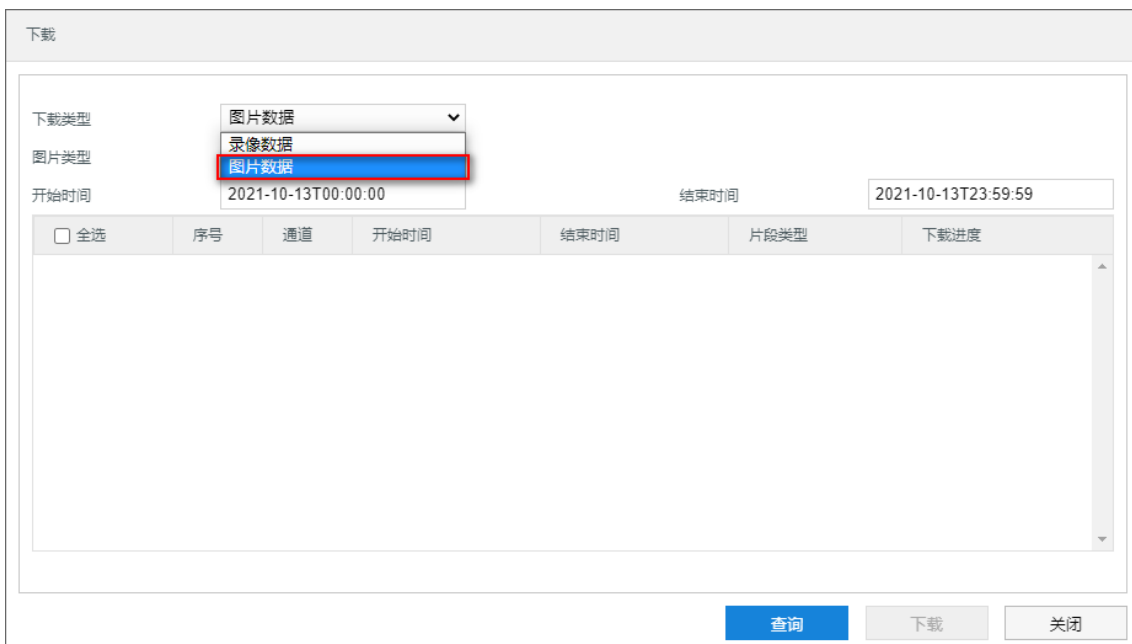 下载
下载类型 图片数据
录像数据
图片类型 图片数据
开始时间 2021-10-13T00:00:00 结束时间 2021-10-13T23:59:59
全选 序号 通道 开始时间 结束时间 片段类型 下载进度
查询 下载 关闭